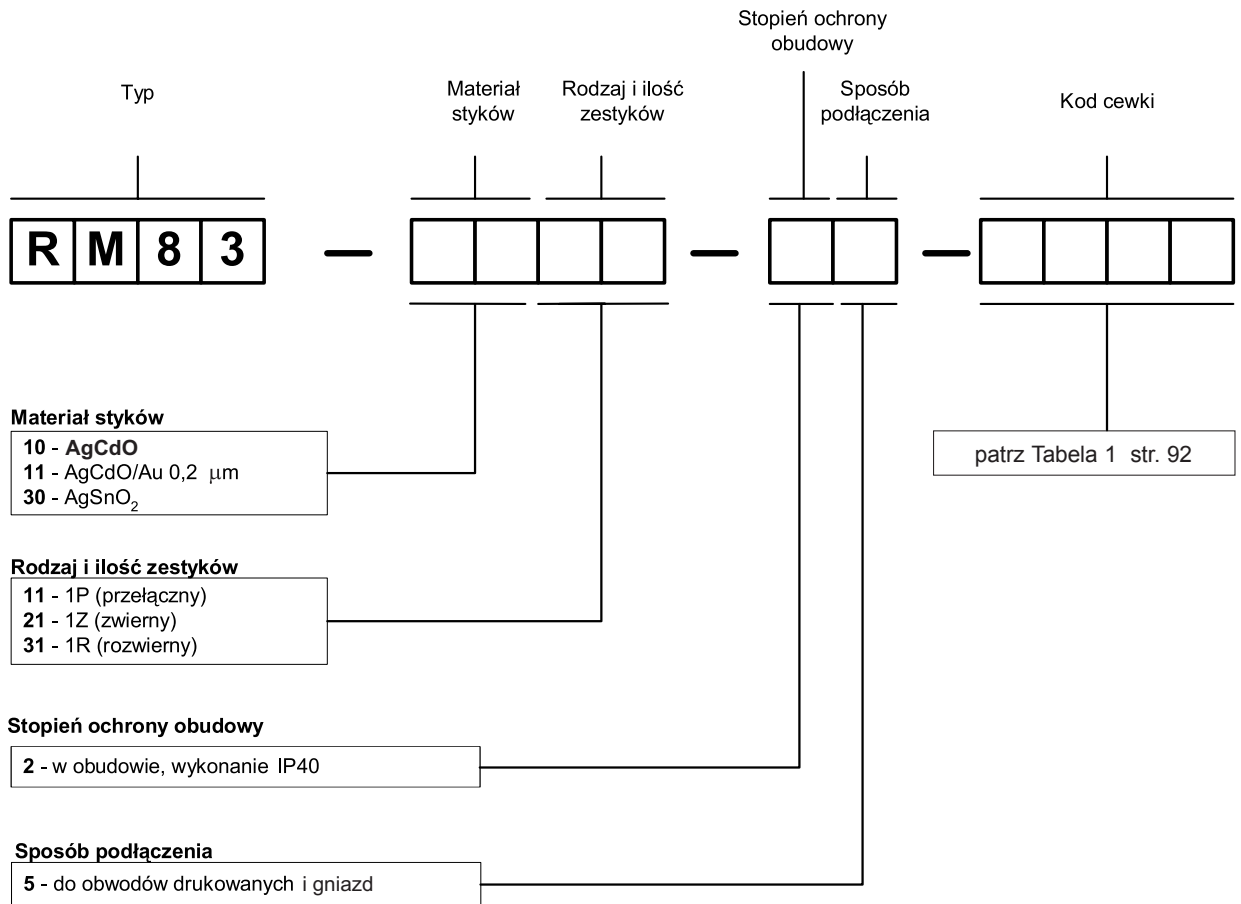 Stopień ochrony
obudowy
Typ
Materiał
styków
Rodzaj i ilość
zestyków
Sposób
podłączenia
Kod cewki
R M 8 3 — — —
Materiał styków
10 - AgCdO
11 - AgCdO/Au 0,2 μm
30 - AgSnO2
patrz Tabela 1 str. 92
Rodzaj i ilość zestyków
11 - 1P (przełączny)
21 - 1Z (zwierny)
31 - 1R (rozwierny)
Stopień ochrony obudowy
2 - w obudowie, wykonanie IP40
Sposób podłączenia
5 - do obwodów drukowanych i gniazd